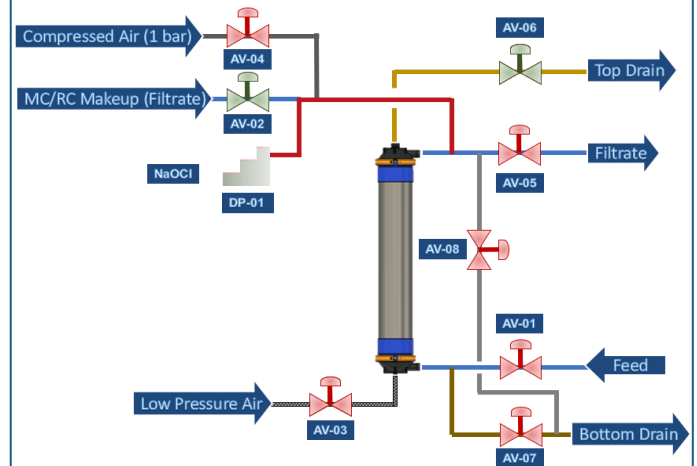 AV-06
Compressed Air (1 bar)
AV-04
Top Drain
MC/RC Makeup (Filtrate)
AV-02
Filtrate
NaOCl
AV-05
DP-01
AV-08
AV-01
Feed
Low Pressure Air
AV-03
Bottom Drain
AV-07